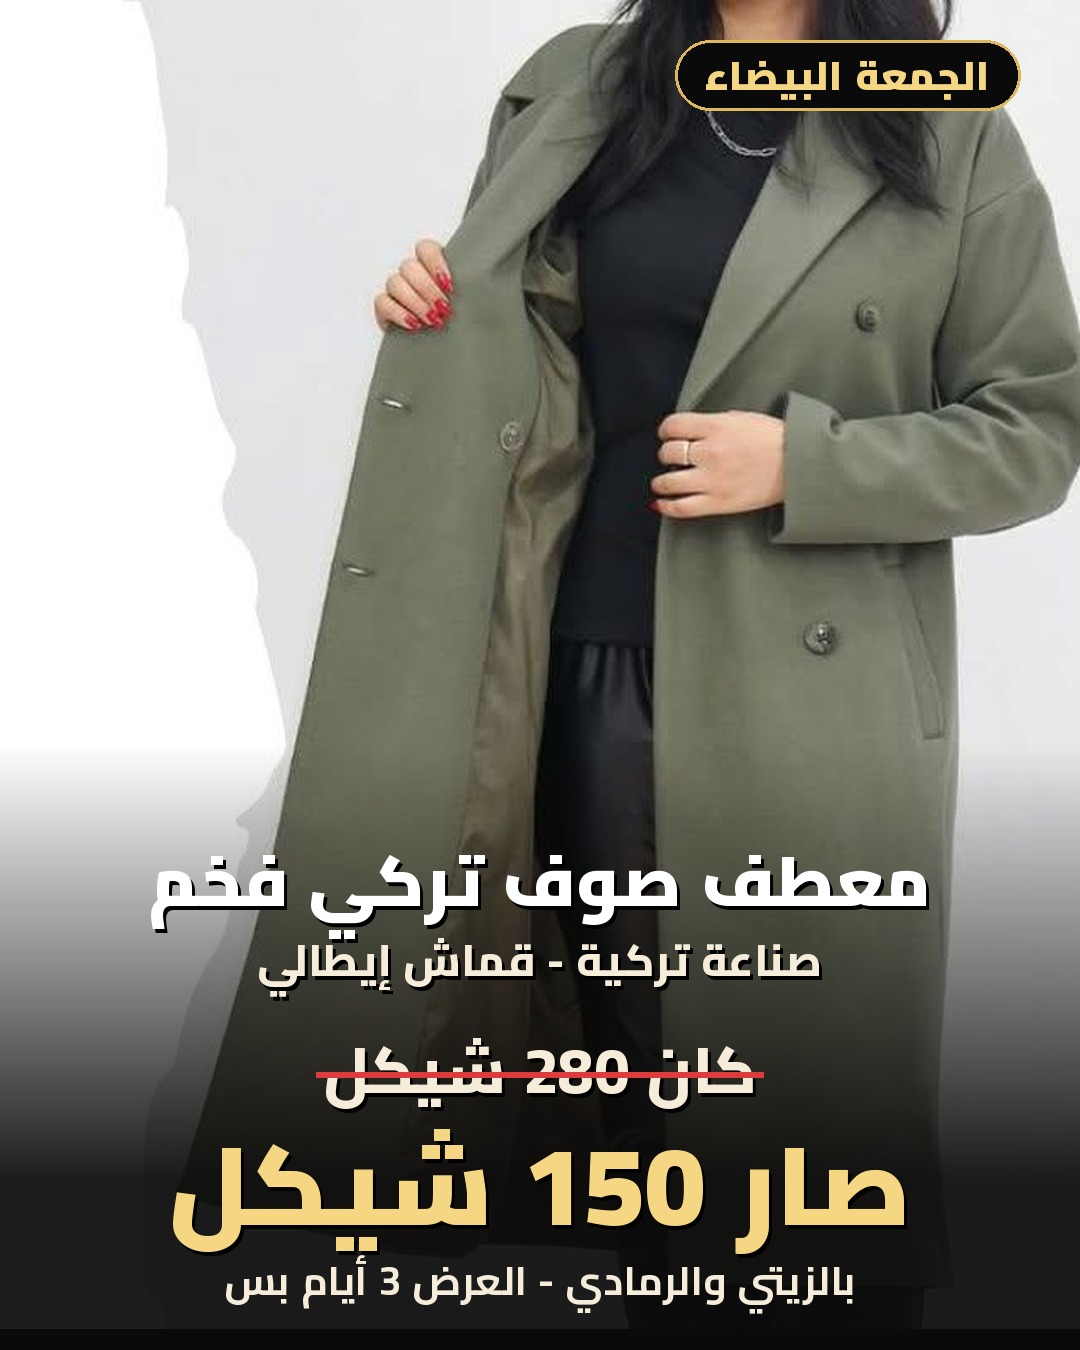 الجمعة البيضاء
معطف صوف تركي فخم
صناعة تركية - قماش إيطالي
كان 280 شيكل
صار 150 شيكل
بالزيتي والرمادي - العرض 3 أيام بس